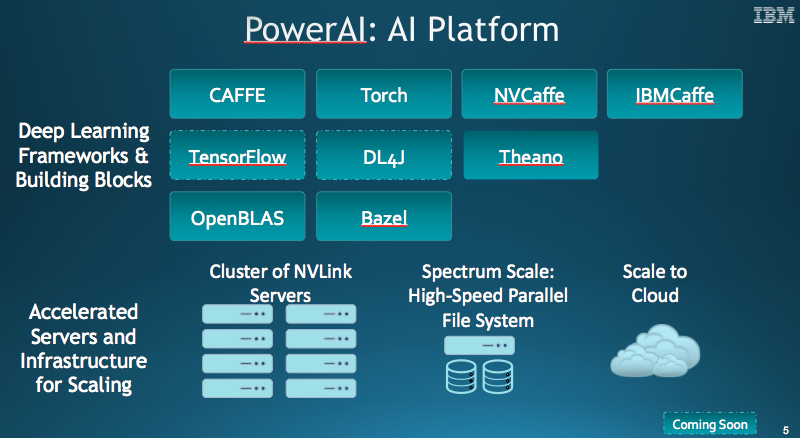 IBM
PowerAI: AI Platform
Deep Learning
Frameworks &
Building Blocks
CAFFE
Torch
NVCaffe
IBMCaffe
TensorFlow
DL4J
Theano
OpenBLAS
Bazel
Accelerated
Servers and
Infrastructure
for Scaling
Cluster of NVLink
Servers
Spectrum Scale:
High-Speed Parallel
File System
Scale to
Cloud
Coming Soon
5